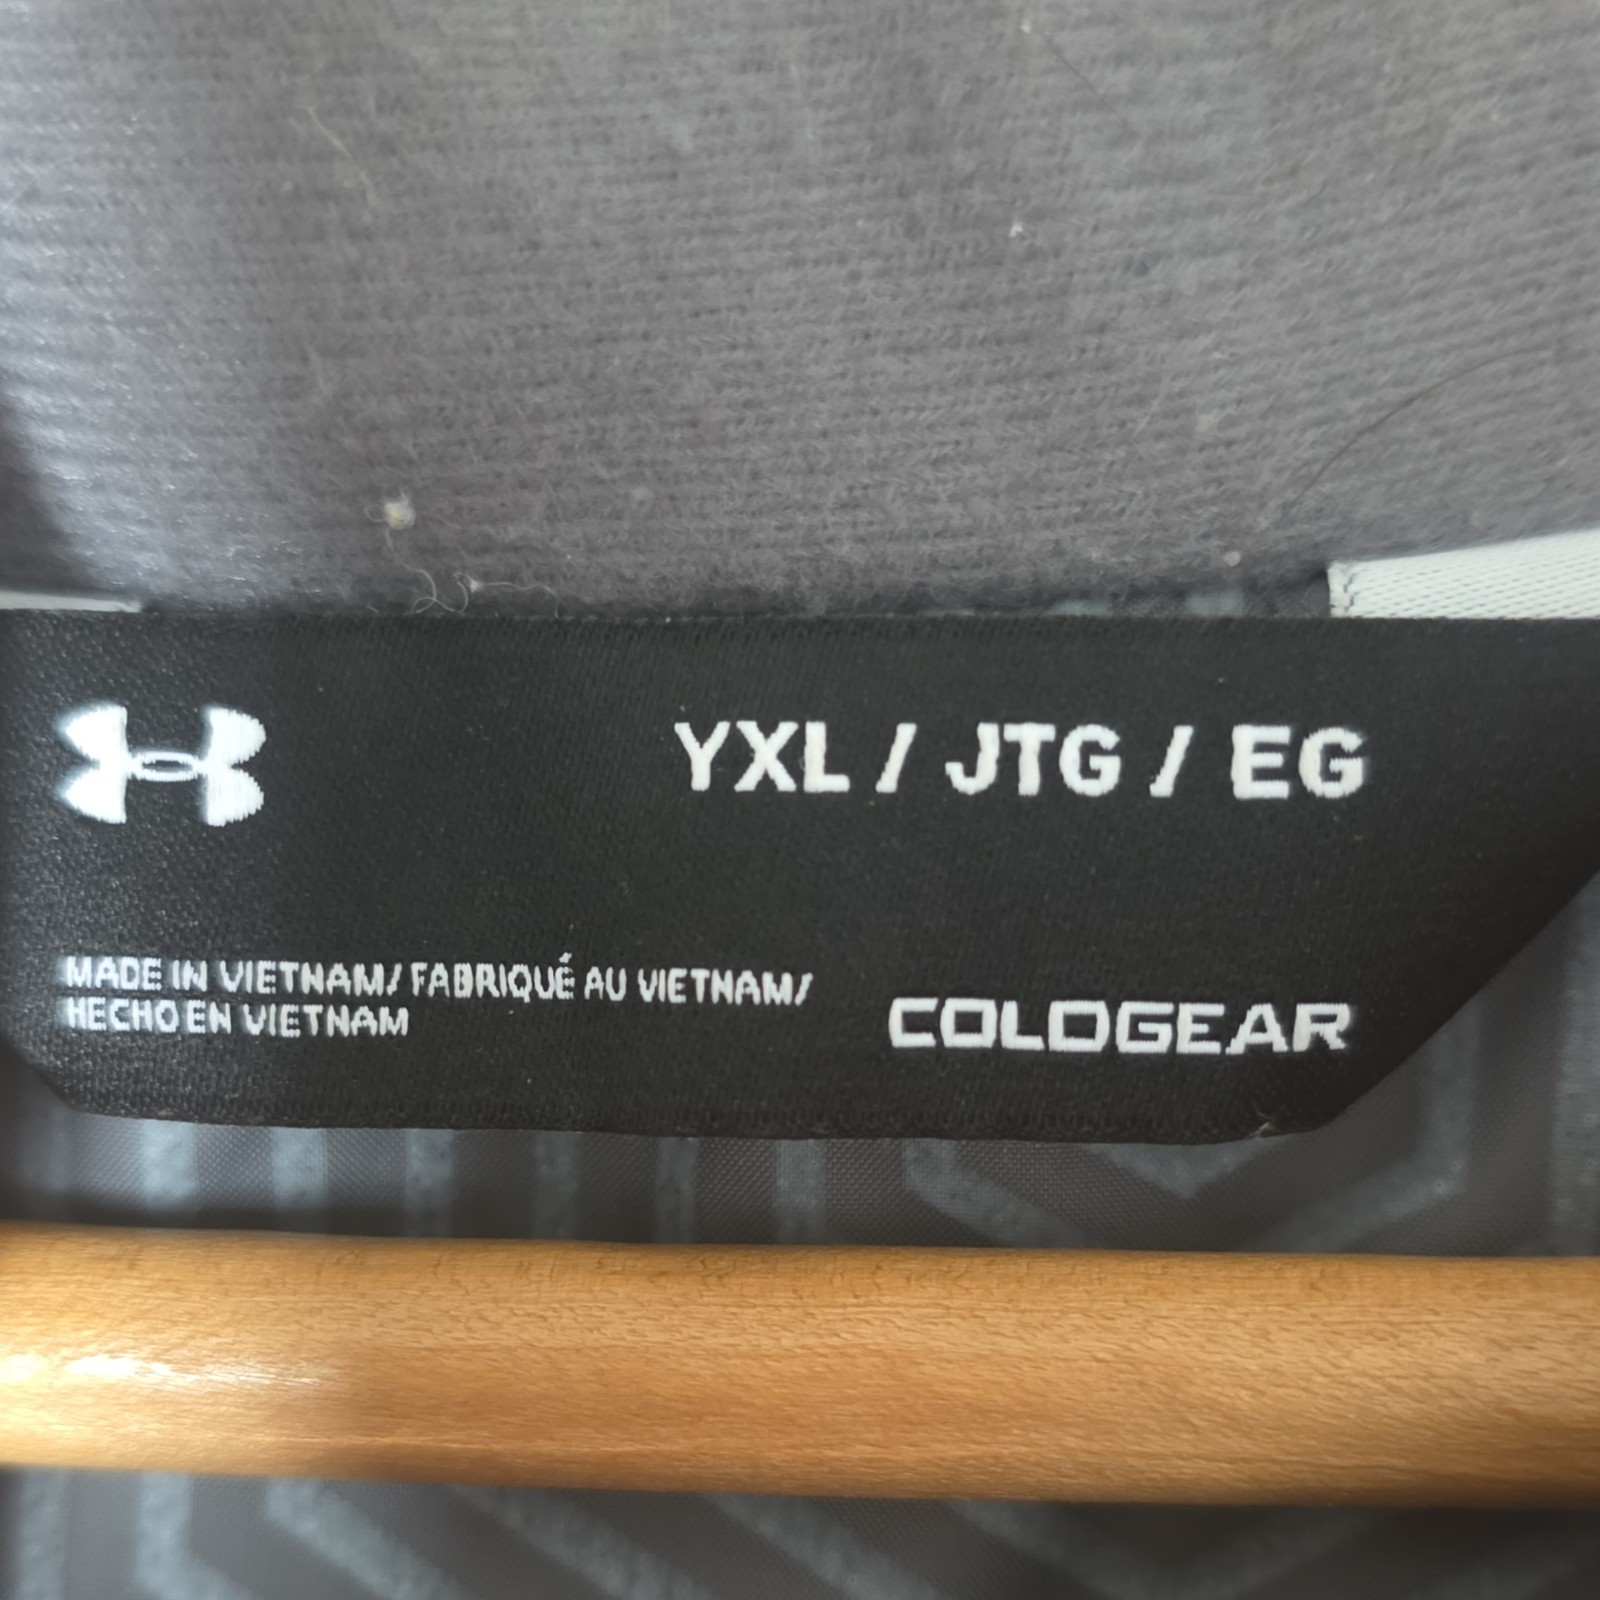 YXL / JTG / EG
MADE IN VIETNAM/ FABRIQUÉ AU VIETNAM/
HECHO EN VIETNAM
COLDGEAR